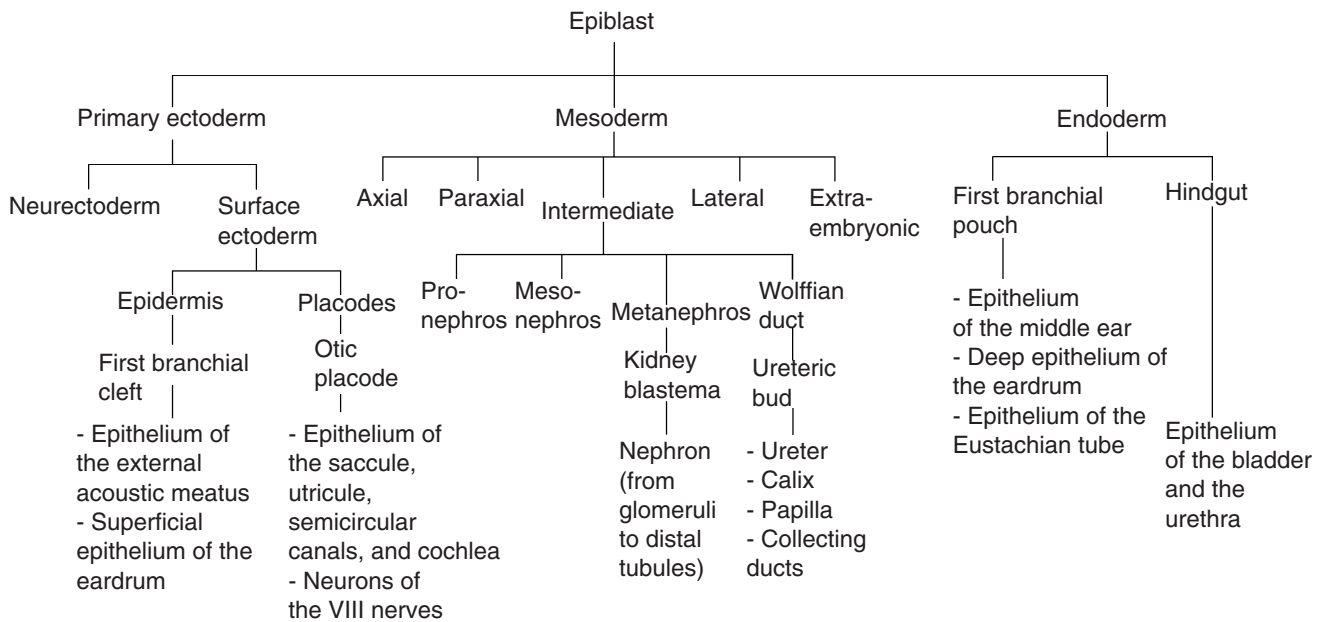 Epiblast
Primary ectoderm
Mesoderm
Endoderm
Neurectoderm
Surface
ectoderm
Axial
Paraxial
Intermediate
Lateral
Extra-
embryonic
First branchial
pouch
Hindgut
Epidermis
Placodes
Pro-
nephros
Meso-
nephros
Metanephros
Wolffian
duct
First branchial
cleft
Otic
placode
Kidney
blastema
Ureteric
bud
- Epithelium of
the external
acoustic meatus
- Superficial
epithelium of the
eardrum
- Epithelium of
the saccule,
utricule,
semicircular
canals, and cochlea
- Neurons of
the VIII nerves
Nephron
(from
glomeruli
to distal
tubules)
- Ureter
- Calix
- Papilla
- Collecting
ducts
- Epithelium
of the middle ear
- Deep epithelium of
the eardrum
- Epithelium of the
Eustachian tube
Epithelium
of the bladder
and the
urethra